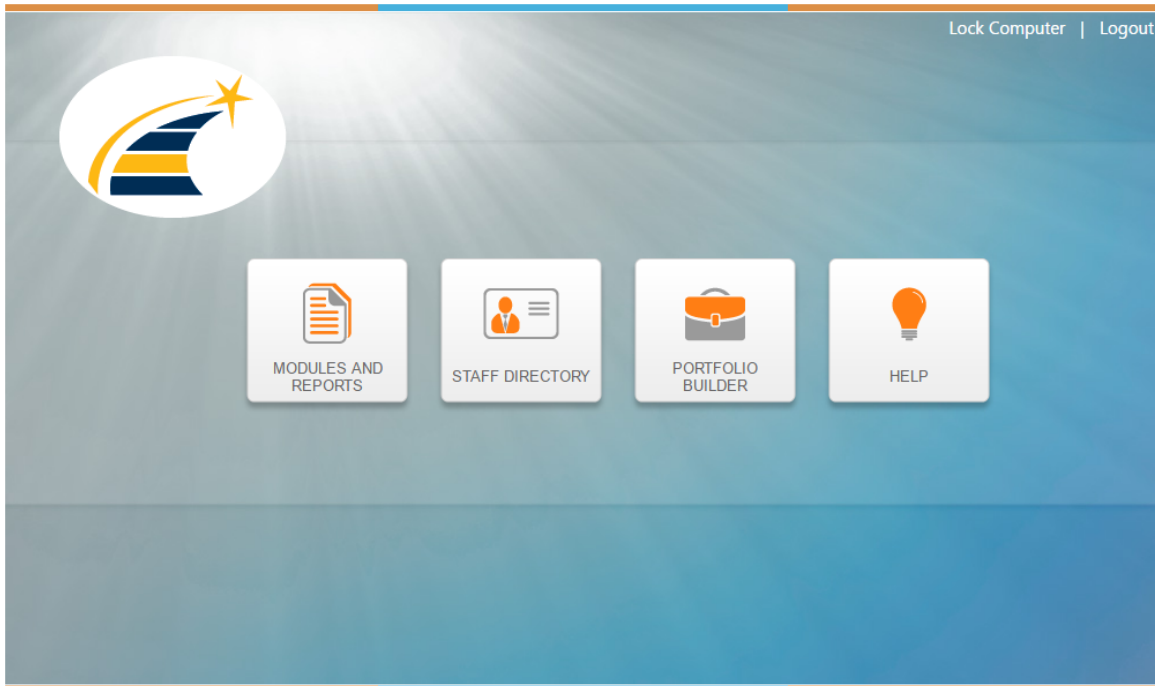 Lock Computer | Logout
MODULES AND
REPORTS
STAFF DIRECTORY
PORTFOLIO
BUILDER
HELP